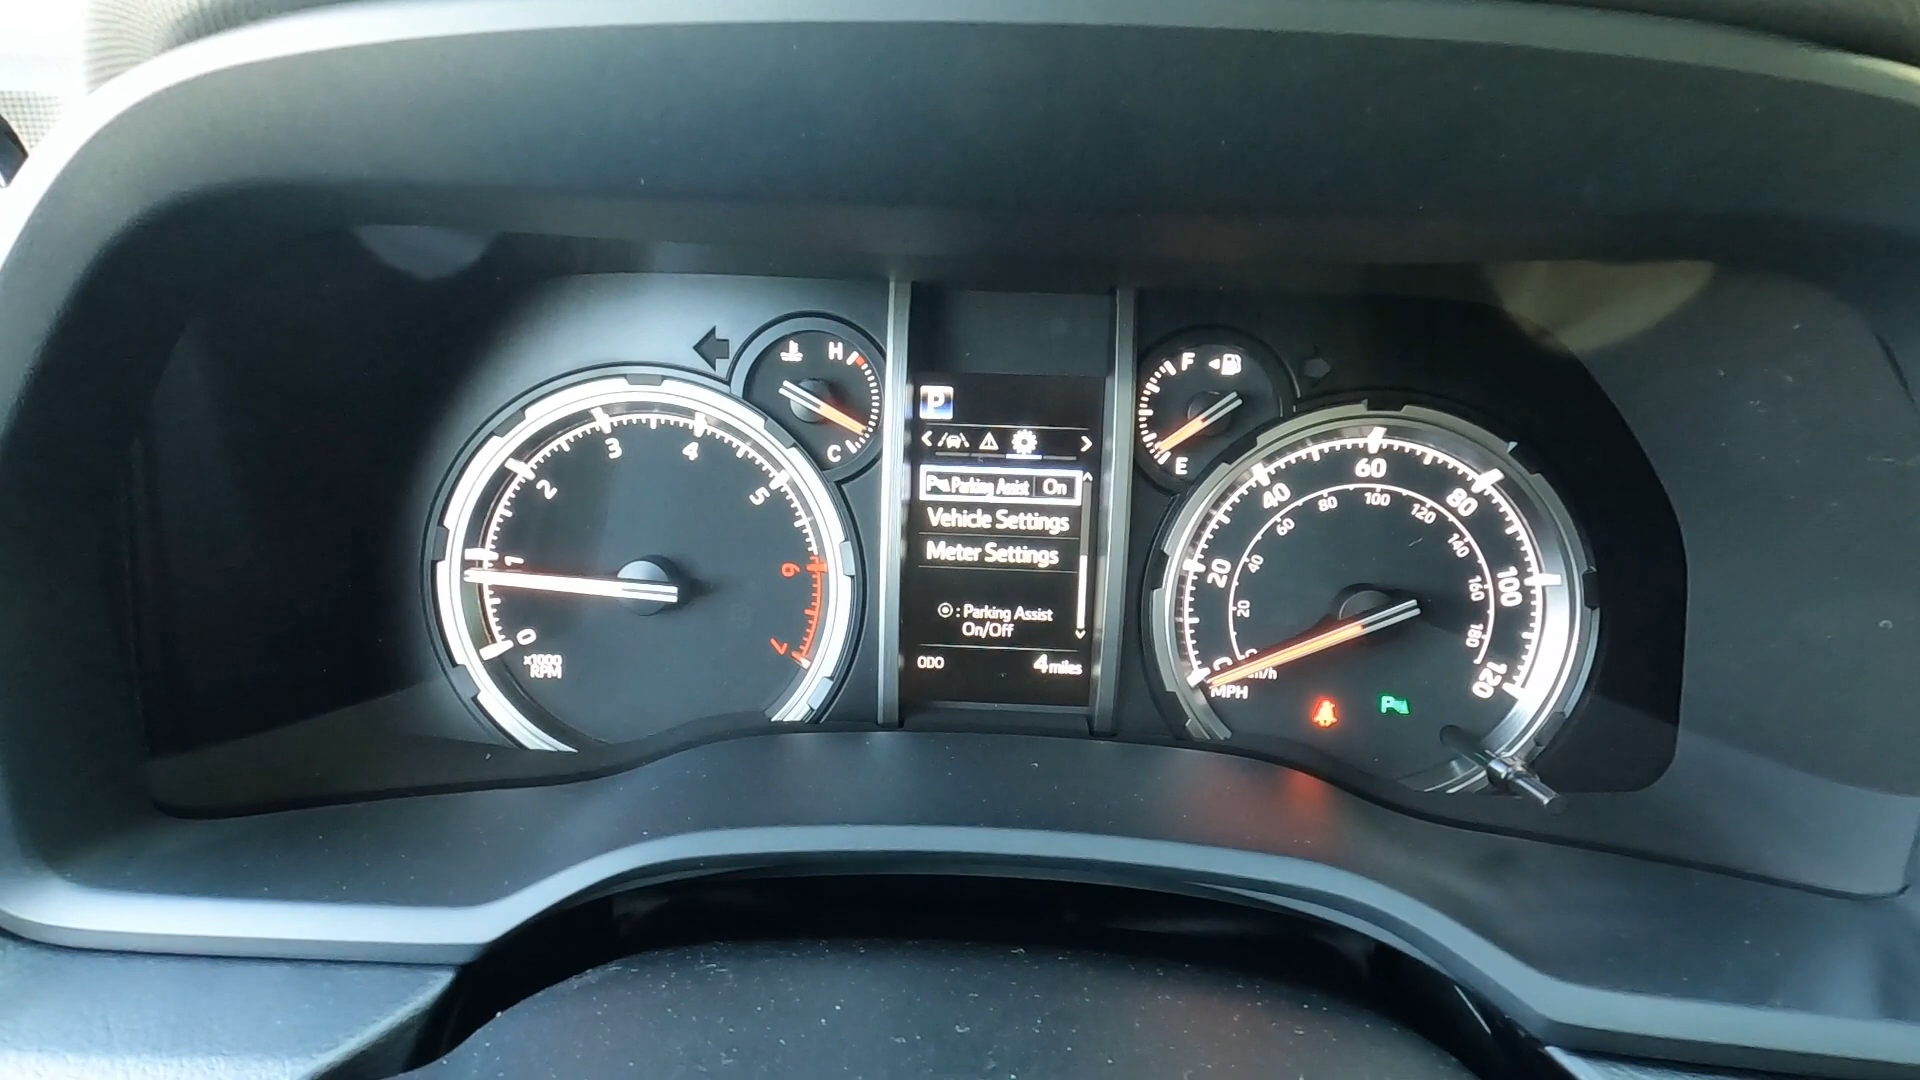 H
C
0
1
2
3
4
5
6
7
x1000
RPM
P
Parking Assist On
Vehicle Settings
Meter Settings
: Parking Assist
On/Off
ODO 4 miles
F
E
20
40
60
80
100
120
20
40
60
80
100
120
140
160
180
MPH
P